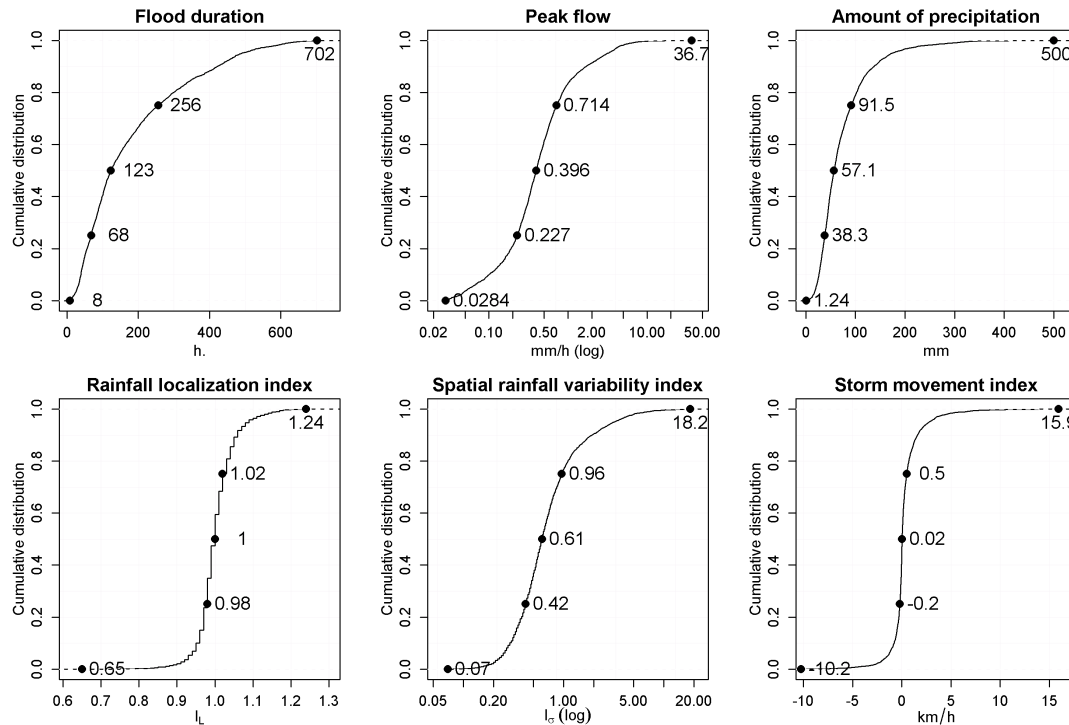 Flood duration
Cumulative distribution
0.0 0.2 0.4 0.6 0.8 1.0
702
256
123
68
8
0 200 400 600
h.
Peak flow
Cumulative distribution
0.0 0.2 0.4 0.6 0.8 1.0
36.7
0.714
0.396
0.227
0.0284
0.02 0.10 0.50 2.00 10.00 50.00
mm/h (log)
Amount of precipitation
Cumulative distribution
0.0 0.2 0.4 0.6 0.8 1.0
500
91.5
57.1
38.3
1.24
0 100 200 300 400 500
mm
Rainfall localization index
Cumulative distribution
0.0 0.2 0.4 0.6 0.8 1.0
1.24
1.02
1
0.98
0.65
0.6 0.7 0.8 0.9 1.0 1.1 1.2 1.3
I_L
Spatial rainfall variability index
Cumulative distribution
0.0 0.2 0.4 0.6 0.8 1.0
18.2
0.96
0.61
0.42
0.07
0.05 0.20 1.00 5.00 20.00
I_σ (log)
Storm movement index
Cumulative distribution
0.0 0.2 0.4 0.6 0.8 1.0
15.9
0.5
0.02
-0.2
-10.2
-10 -5 0 5 10 15
km/h